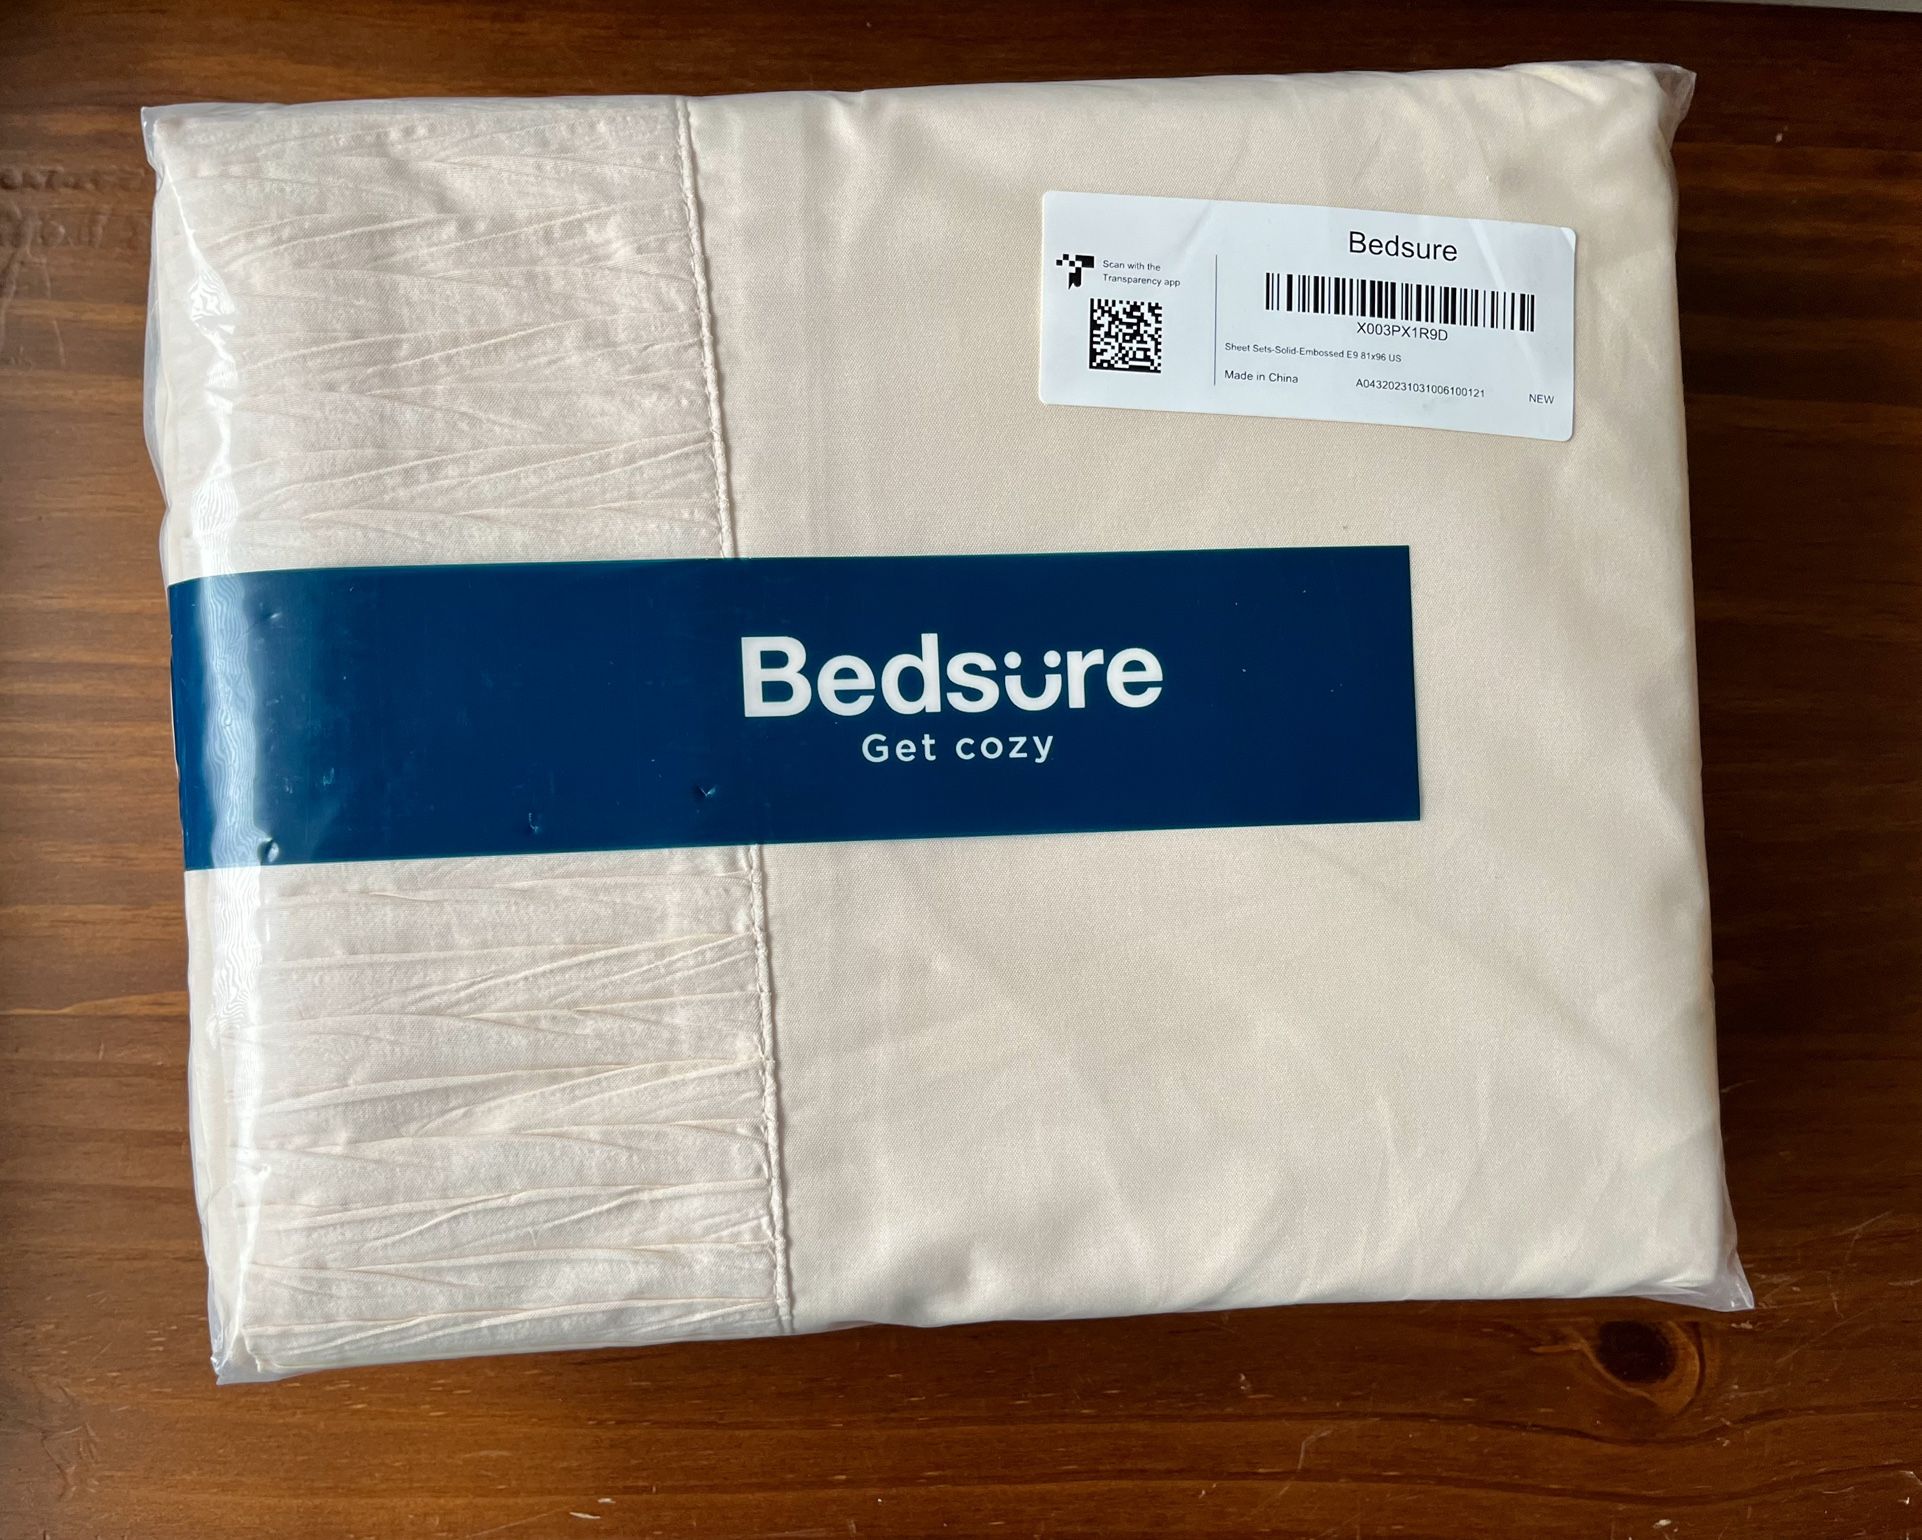 Bedsure
Scan with the
Transparency app
X003PX1R9D
Sheet Sets-Solid-Embossed E9 81x96 US
Made in China
A04320231031006100121
NEW
Bedsure
Get cozy